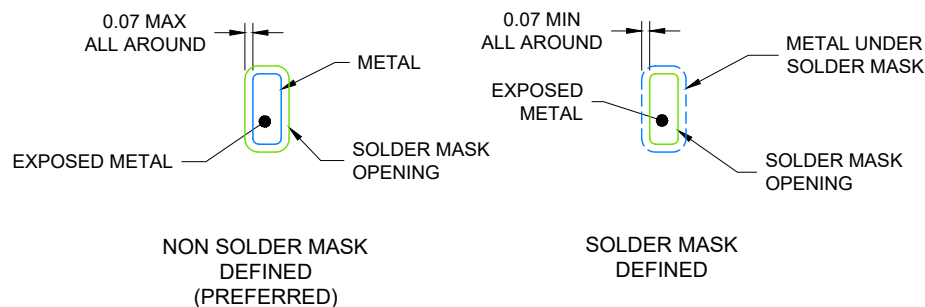 0.07 MAX
ALL AROUND
METAL
EXPOSED METAL
SOLDER MASK
OPENING
NON SOLDER MASK
DEFINED
(PREFERRED)
0.07 MIN
ALL AROUND
METAL UNDER
SOLDER MASK
EXPOSED
METAL
SOLDER MASK
OPENING
SOLDER MASK
DEFINED